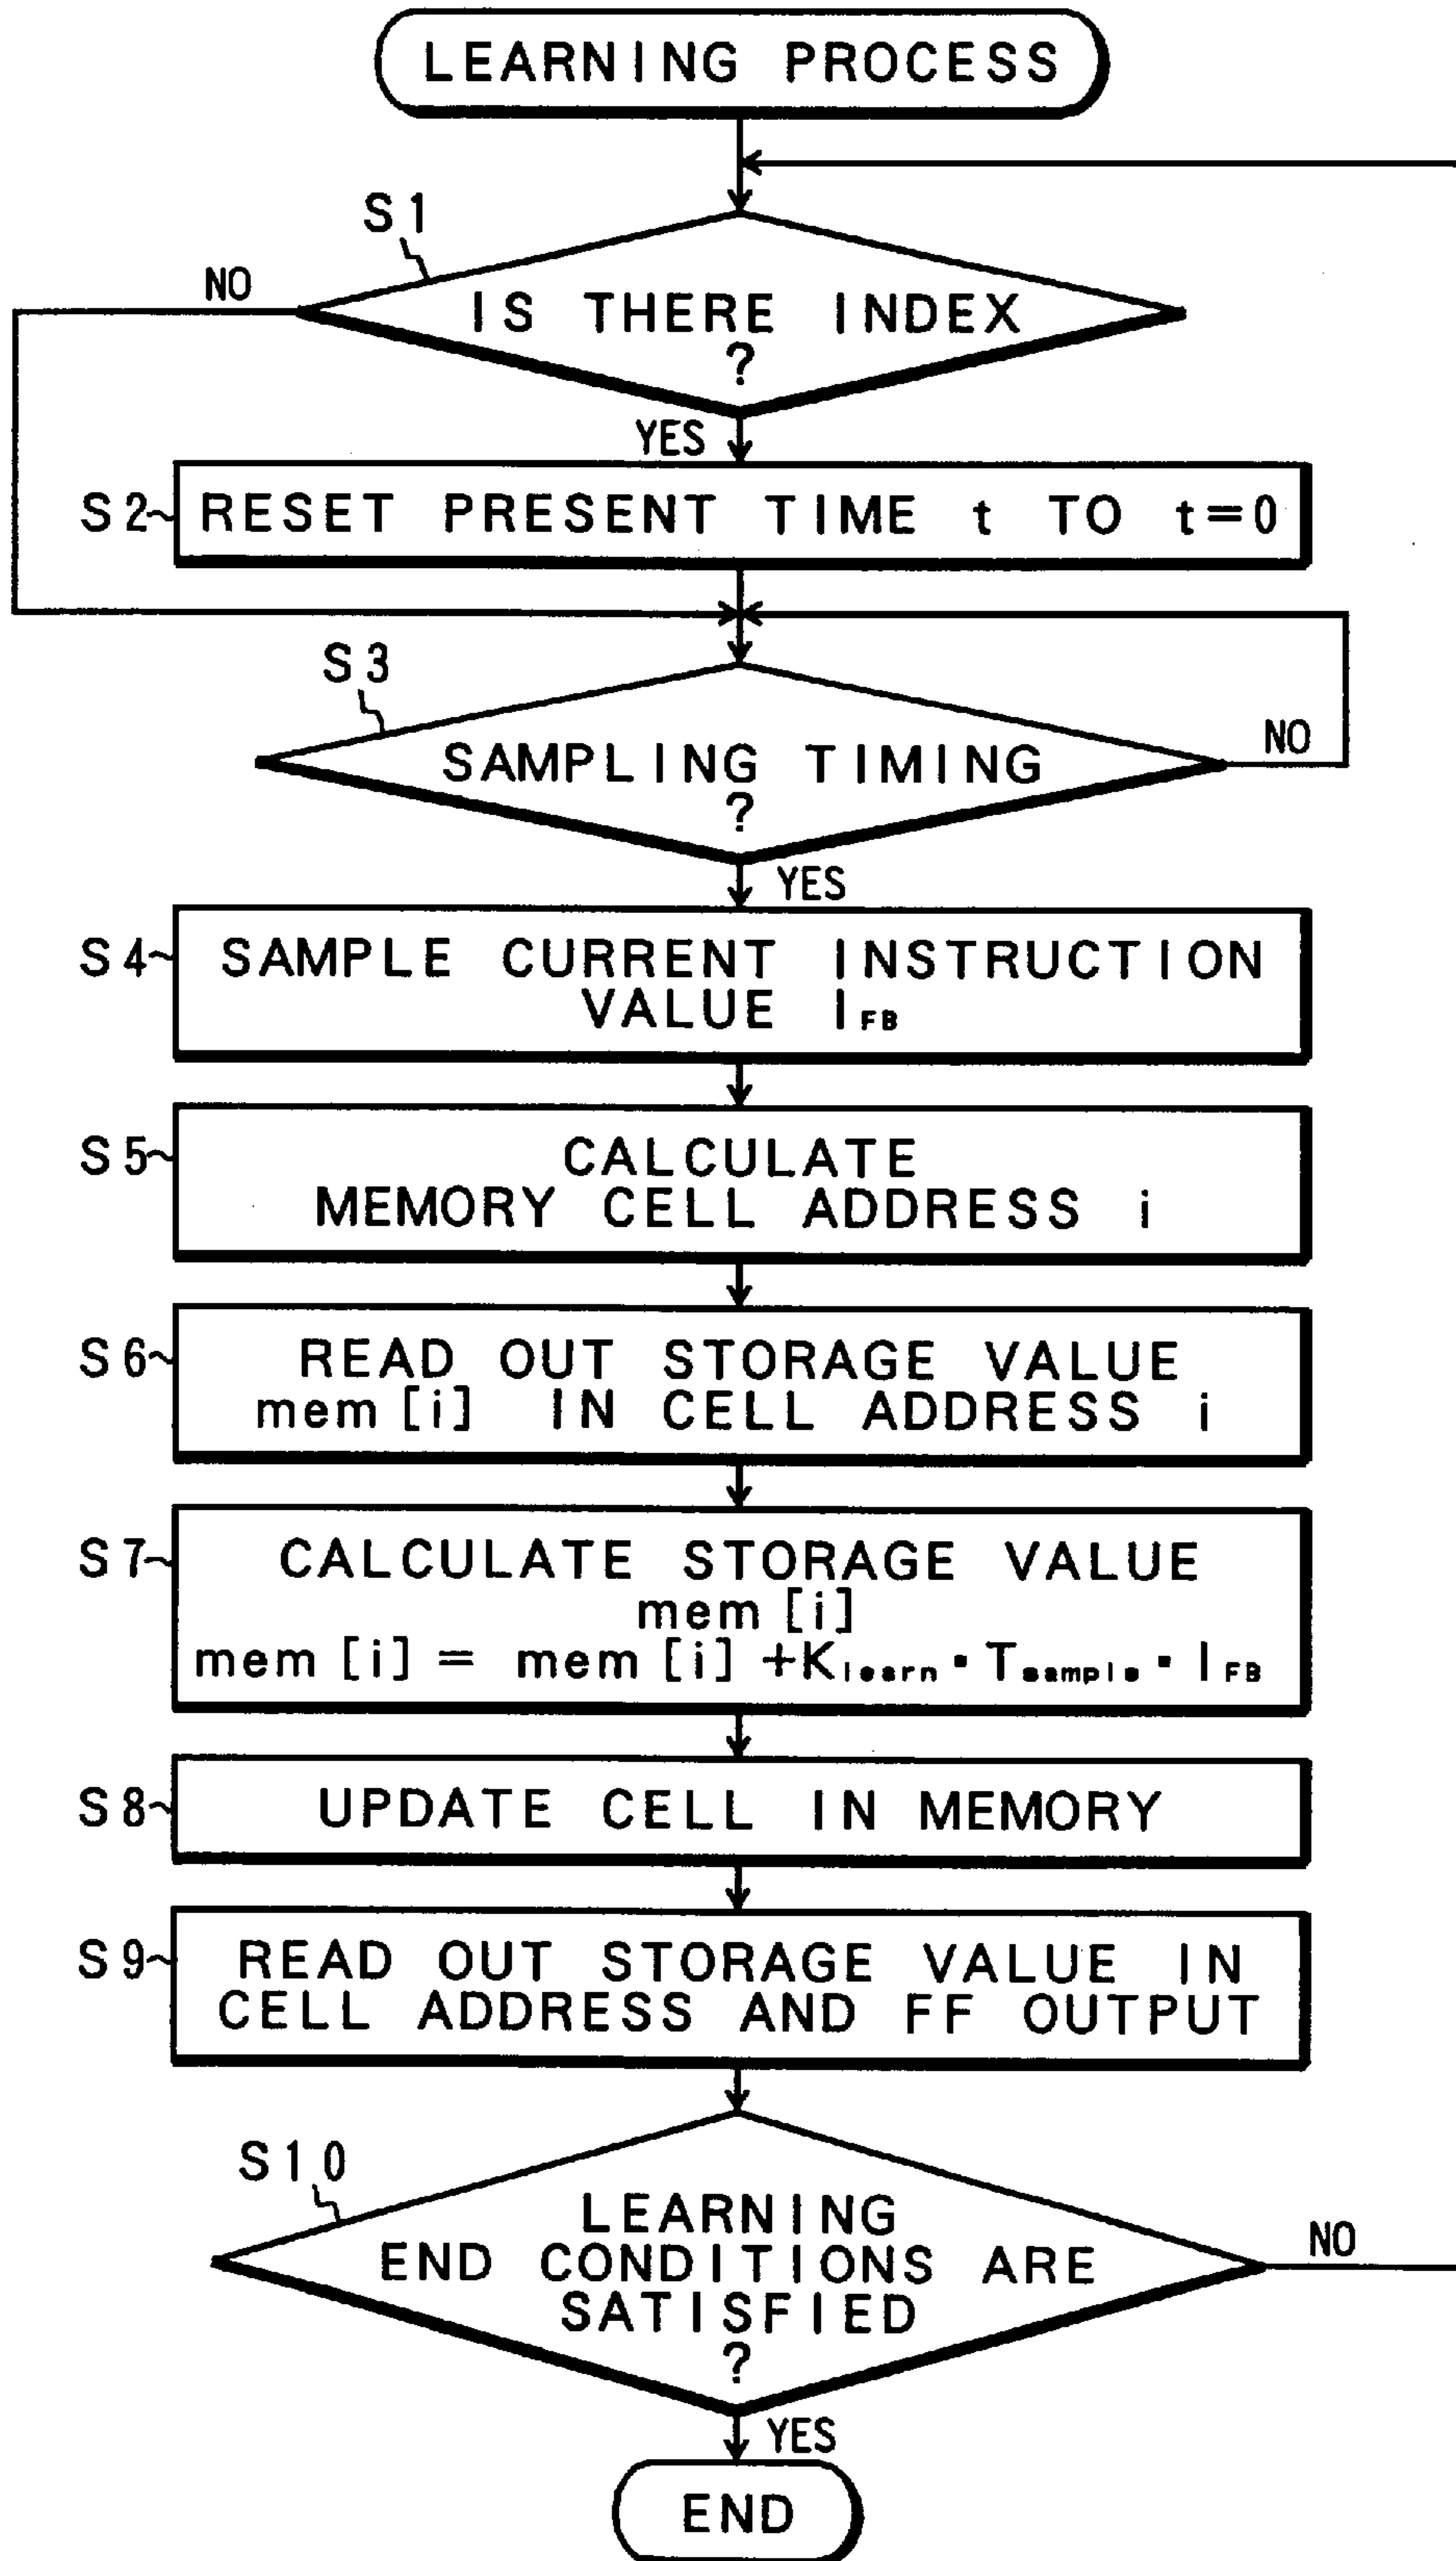 LEARNING PROCESS
S1
NO
IS THERE INDEX
?
YES
S2
RESET PRESENT TIME t TO t=0
S3
SAMPLING TIMING
?
NO
YES
S4
SAMPLE CURRENT INSTRUCTION
VALUE IFB
S5
CALCULATE
MEMORY CELL ADDRESS i
S6
READ OUT STORAGE VALUE
mem [i] IN CELL ADDRESS i
S7
CALCULATE STORAGE VALUE
mem [i]
mem [i] = mem [i] +Klearn · Tsample · IFB
S8
UPDATE CELL IN MEMORY
S9
READ OUT STORAGE VALUE IN
CELL ADDRESS AND FF OUTPUT
S10
LEARNING
END CONDITIONS ARE
SATISFIED
?
NO
YES
END